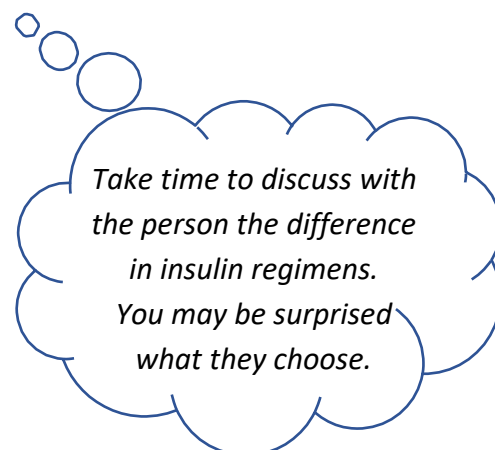 Take time to discuss with
the person the difference
in insulin regimens.
You may be surprised
what they choose.